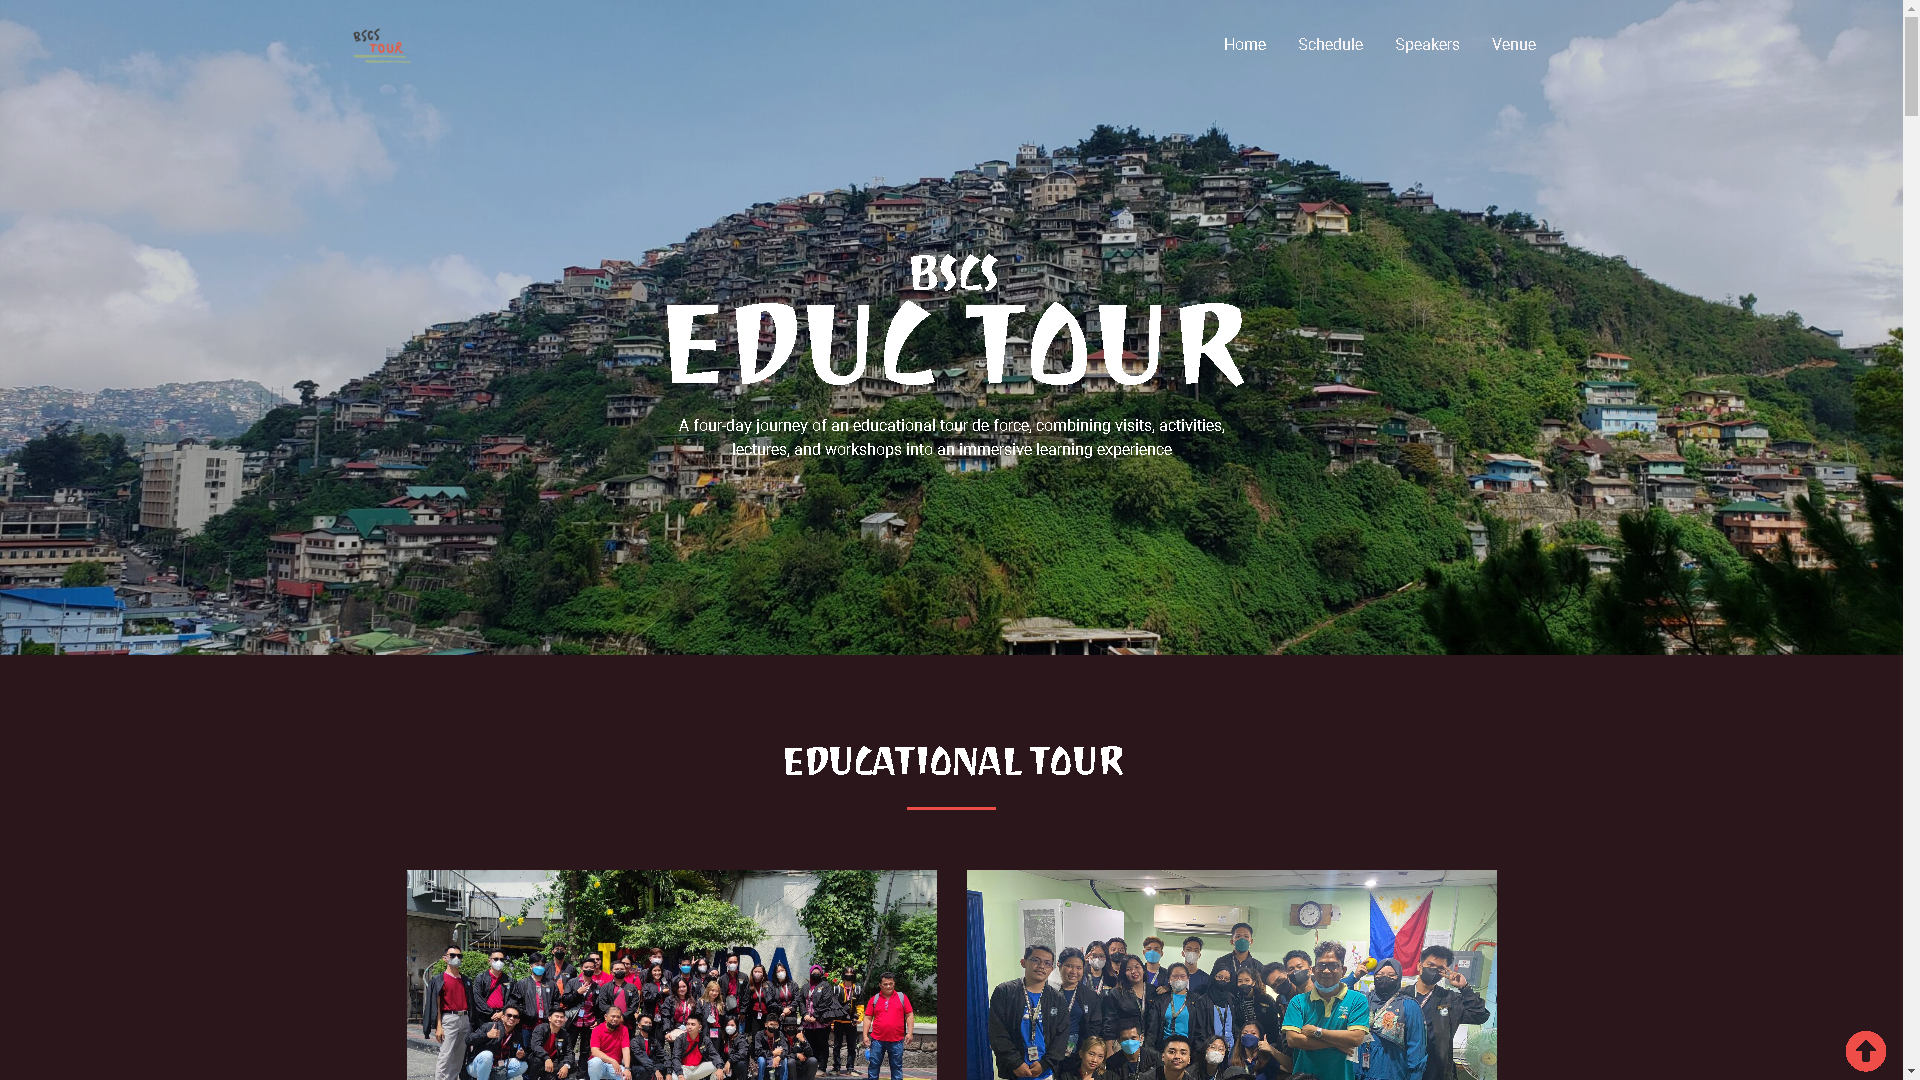 BSCS
TOUR
Home
Schedule
Speakers
Venue
BSCS
EDUC TOUR
A four-day journey of an educational tour de force, combining visits, activities,
lectures, and workshops into an immersive learning experience
EDUCATIONAL TOUR